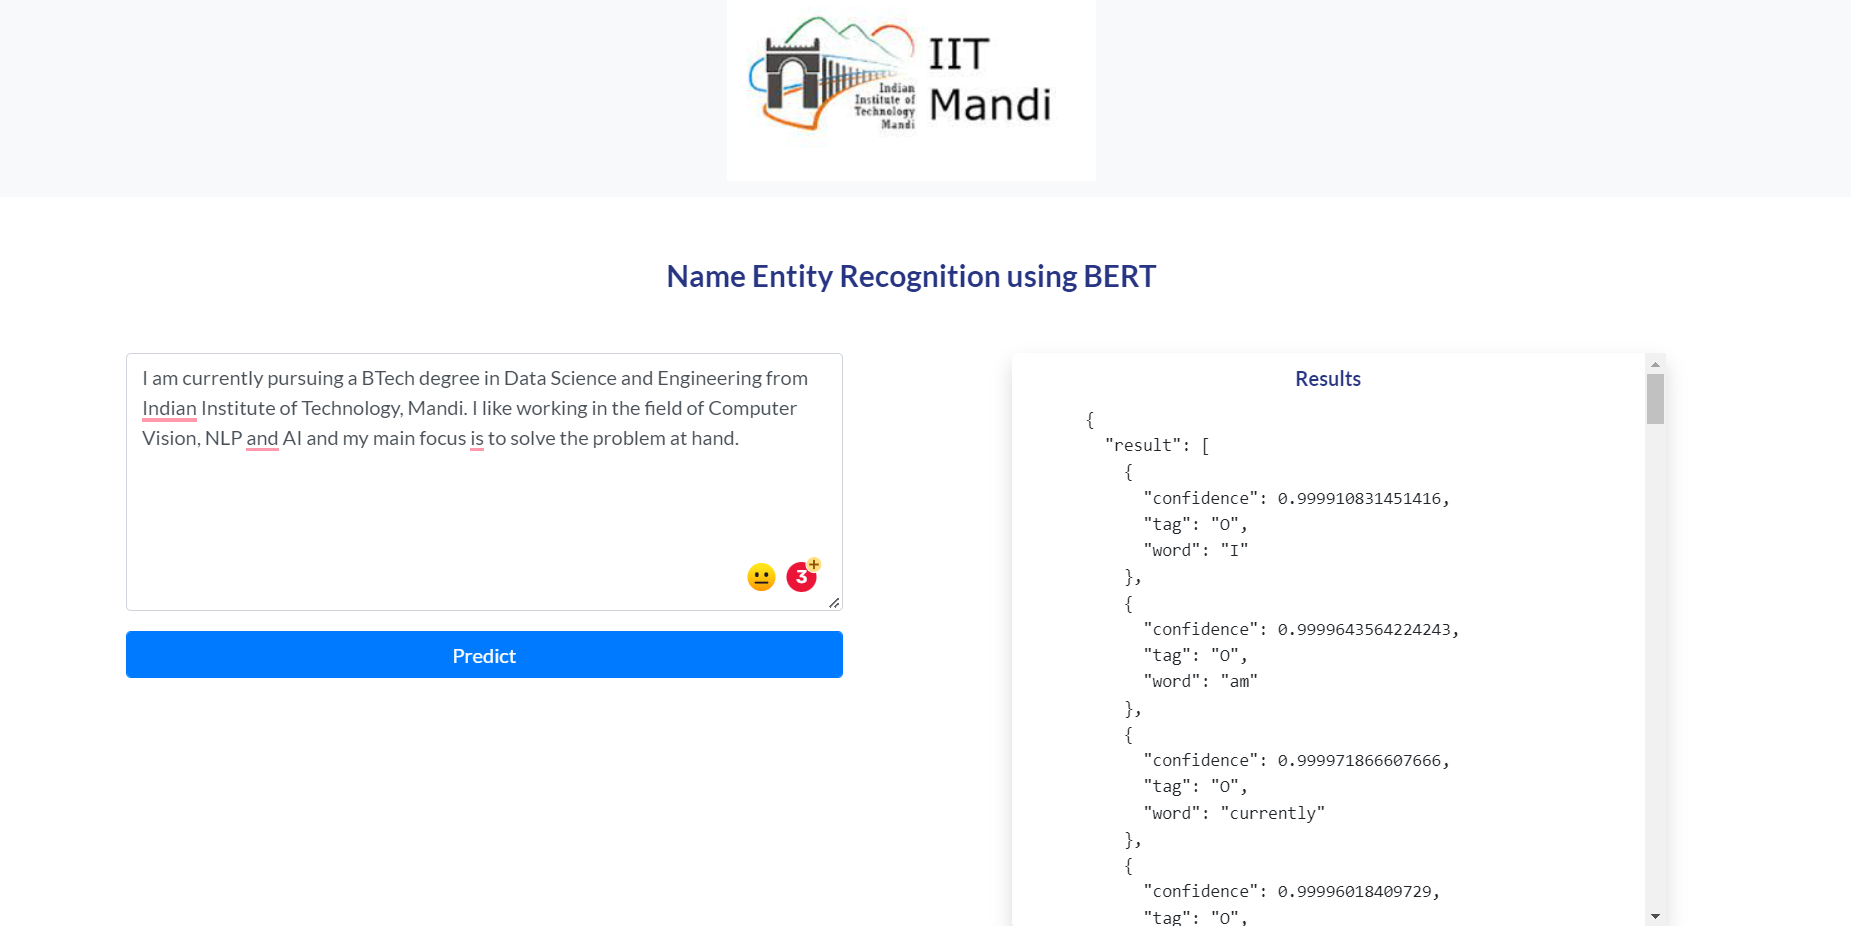 Indian
Institute of
Technology
Mandi
IIT
Mandi
Name Entity Recognition using BERT
I am currently pursuing a BTech degree in Data Science and Engineering from
Indian Institute of Technology, Mandi. I like working in the field of Computer
Vision, NLP and AI and my main focus is to solve the problem at hand.
3
+
Predict
Results
{
"result": [
{
"confidence": 0.999910831451416,
"tag": "O",
"word": "I"
},
{
"confidence": 0.9999643564224243,
"tag": "O",
"word": "am"
},
{
"confidence": 0.999971866607666,
"tag": "O",
"word": "currently"
},
{
"confidence": 0.99996018409729,
"tag": "O",